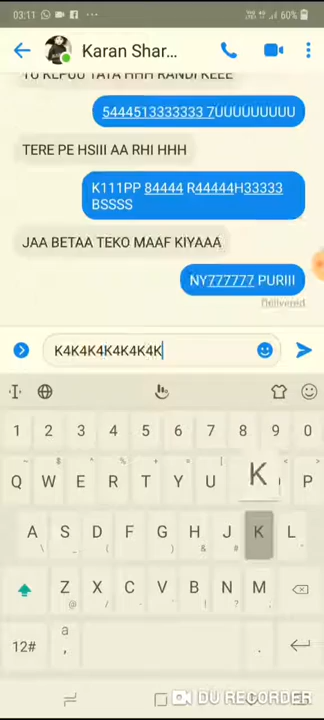 03:11
60%
Karan Shar...
TU KLPUU TATA HHH RANDI KEEE
5444513333333 7UUUUUUUUU
TERE PE HSIII AA RHI HHH
K111PP 84444 R44444H33333
BSSSS
JAA BETAA TEKO MAAF KIYAAA
NY777777 PURIII
Delivered
K4K4K4K4K4K4K
1 2 3 4 5 6 7 8 9 0
Q W E R T Y U K P
A S D F G H J K L
Z X C V B N M
12# a , .
DU RECORDER